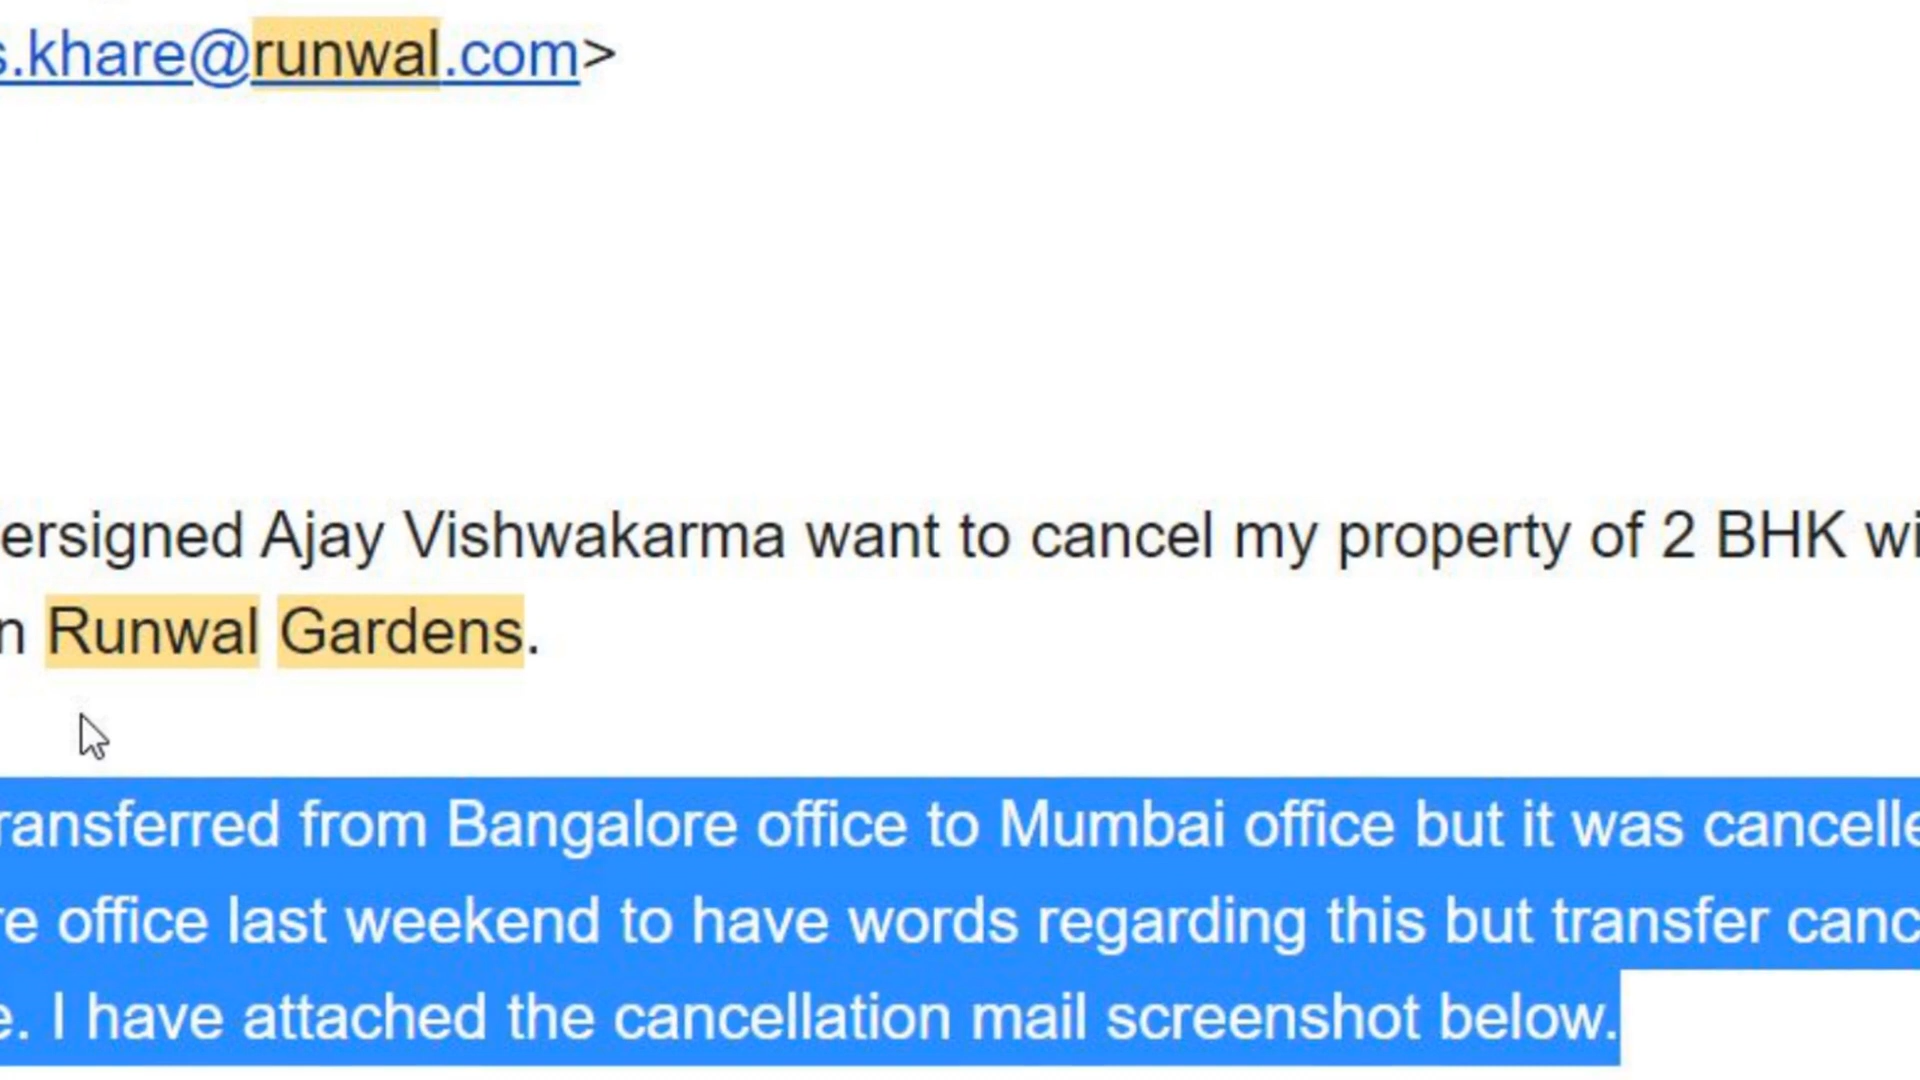 s.khare@runwal.com>
ersigned Ajay Vishwakarma want to cancel my property of 2 BHK wi
n Runwal Gardens.
ransferred from Bangalore office to Mumbai office but it was cancelle
re office last weekend to have words regarding this but transfer canc
e. I have attached the cancellation mail screenshot below.